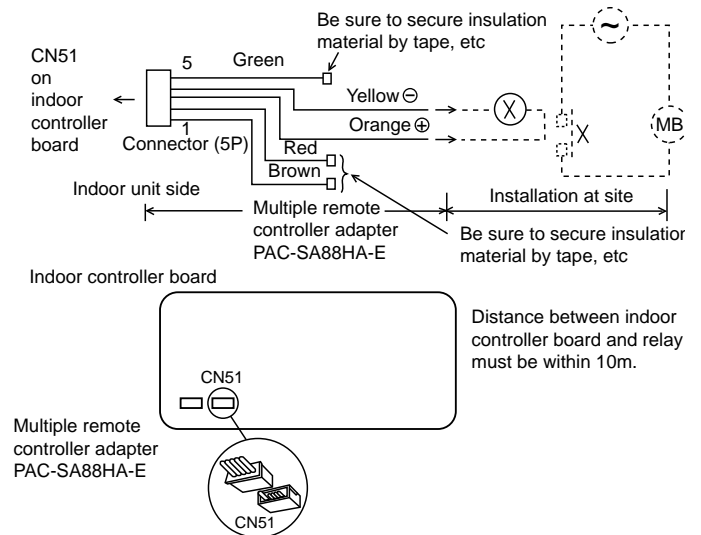 Be sure to secure insulation
material by tape, etc
CN51
on
indoor
controller
board
5
Green
Yellow⊖
Orange⊕
1
Connector (5P)
Red
Brown
X
X
~
MB
Indoor unit side
Multiple remote
controller adapter
PAC-SA88HA-E
Installation at site
Be sure to secure insulation
material by tape, etc
Indoor controller board
CN51
Distance between indoor
controller board and relay
must be within 10m.
Multiple remote
controller adapter
PAC-SA88HA-E
CN51